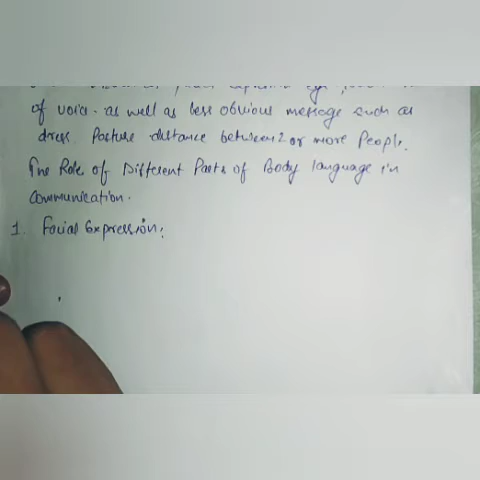 of voice. as well as less obvious message such as
dress Posture distance between 2 or more People.
The Role of Different Parts of Body language in
Communication.
1. Facial Expression: